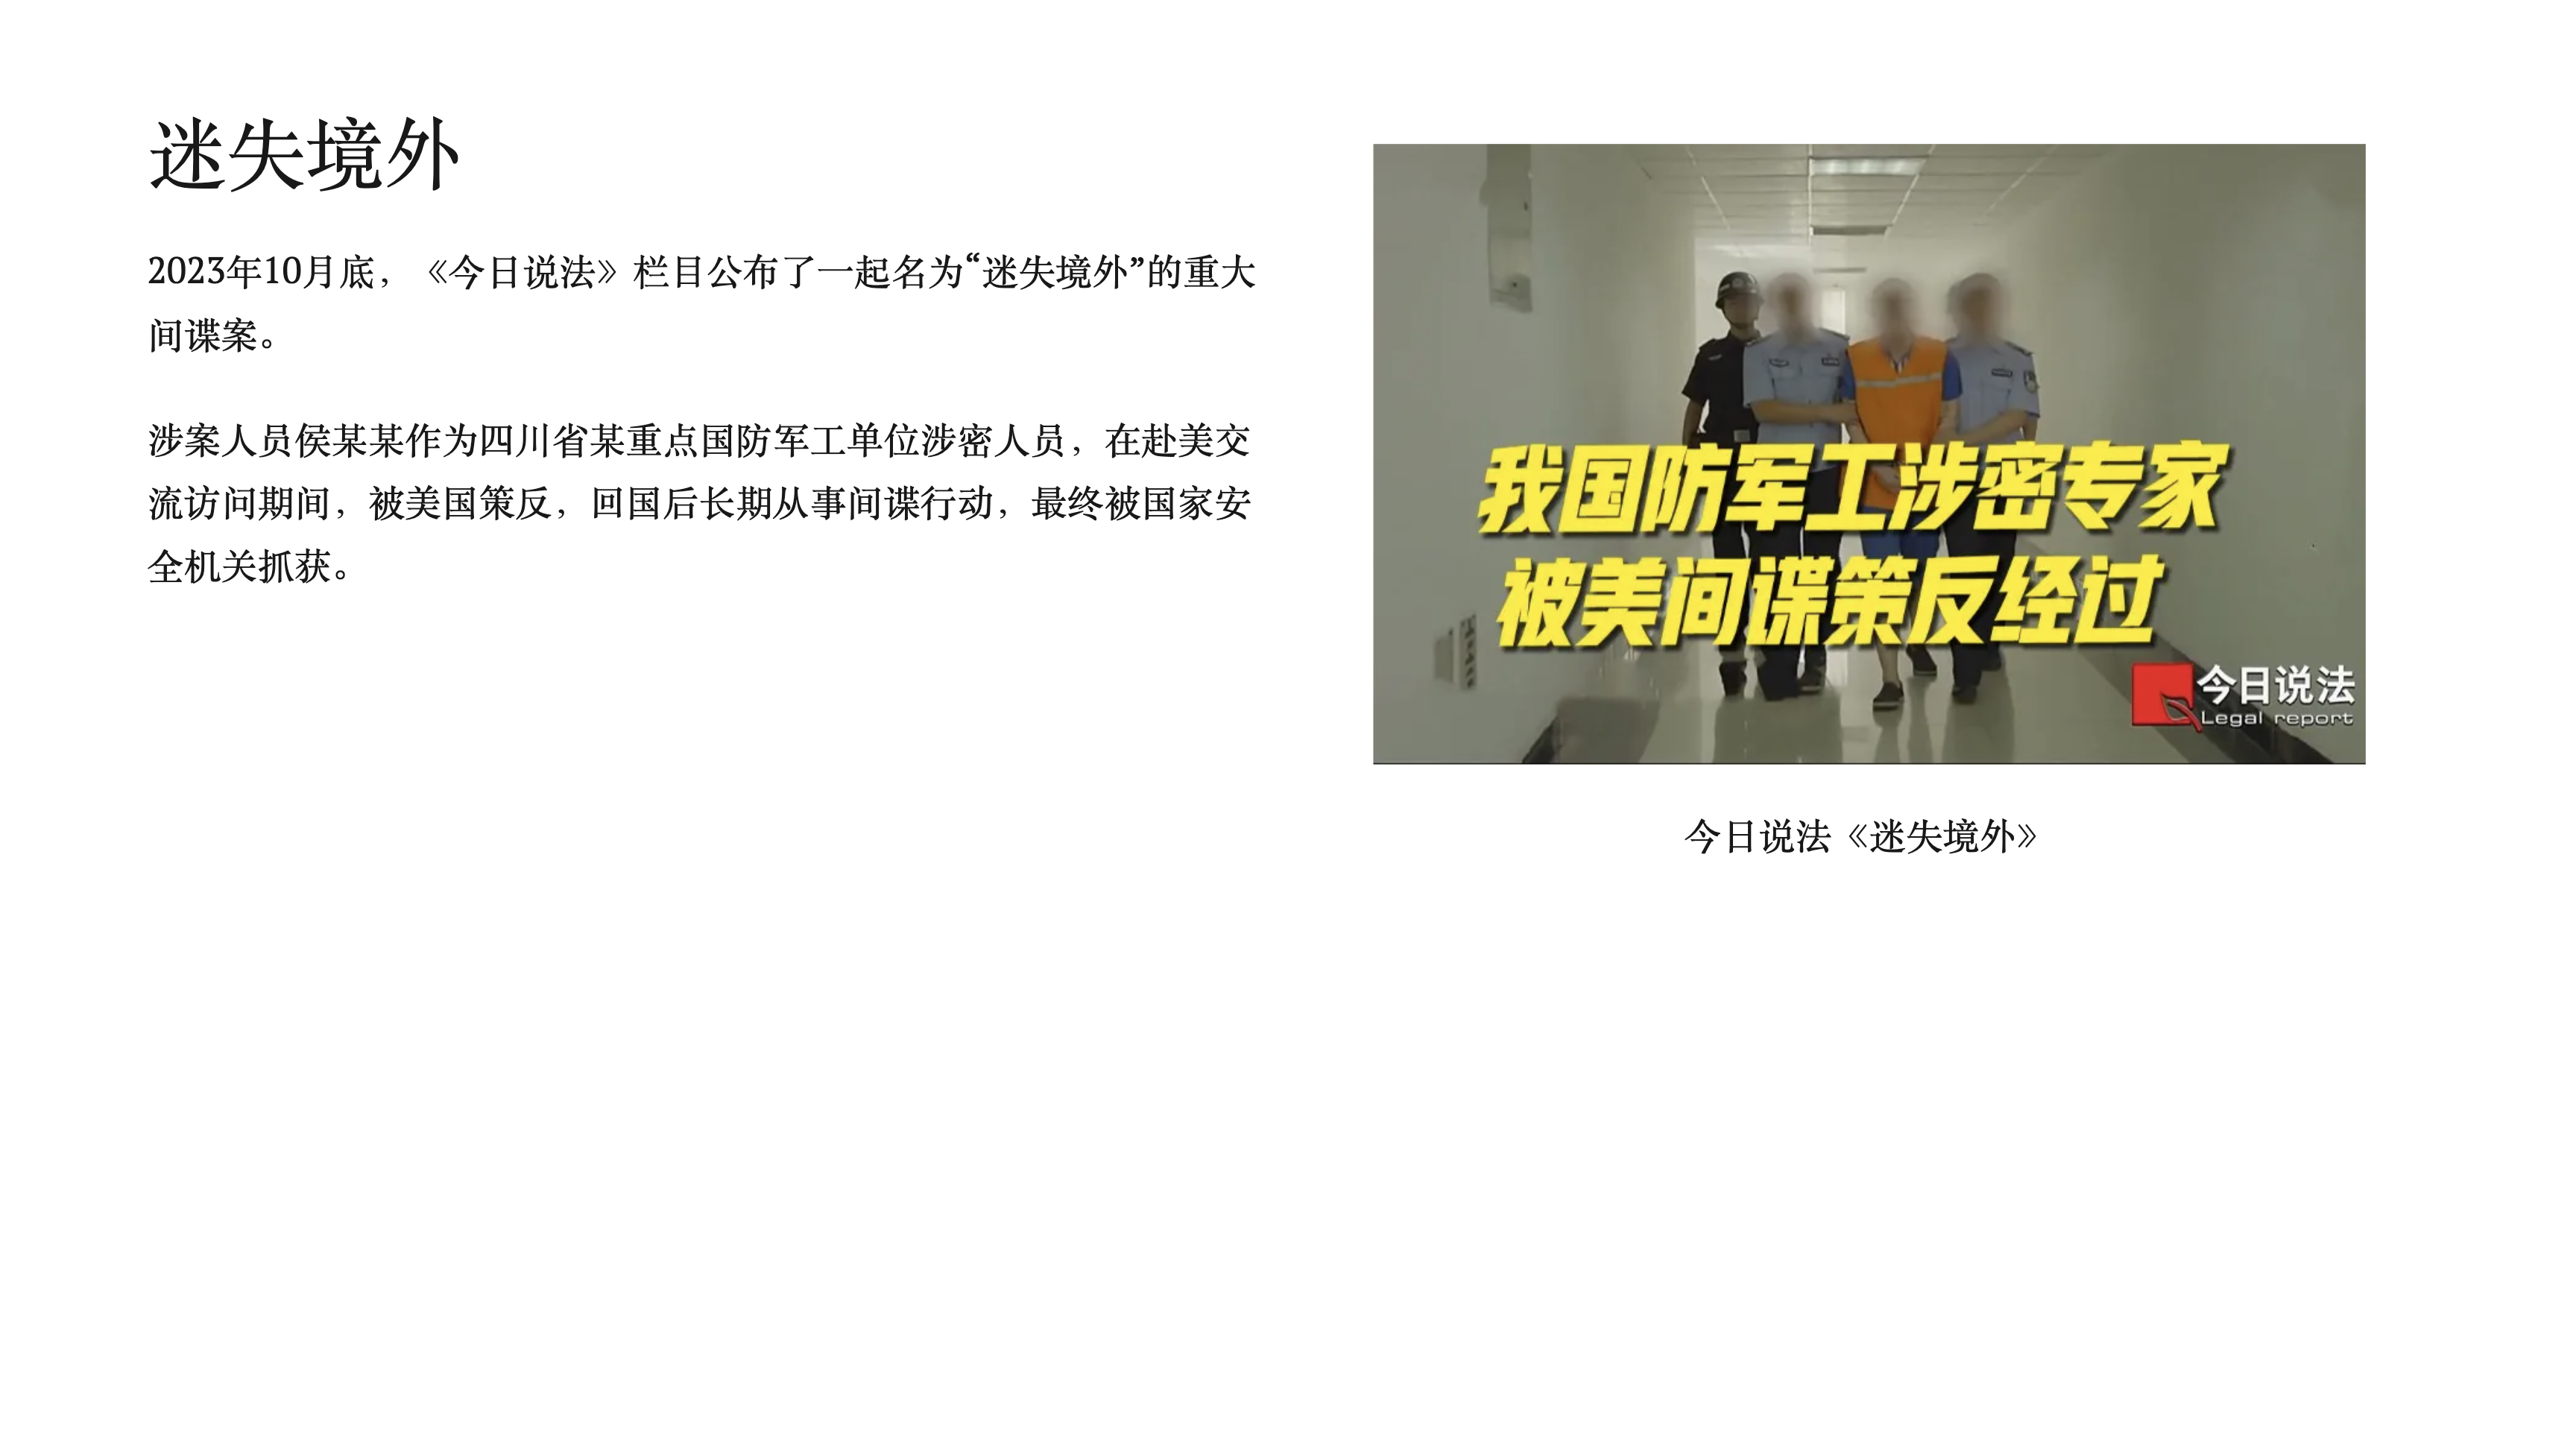 迷失境外
2023年10月底，《今日说法》栏目公布了一起名为“迷失境外”的重大
间谍案。
涉案人员侯某某作为四川省某重点国防军工单位涉密人员，在赴美交
流访问期间，被美国策反，回国后长期从事间谍行动，最终被国家安
全机关抓获。
我国防军工涉密专家
被美间谍策反经过
今日说法
Legal report
今日说法《迷失境外》